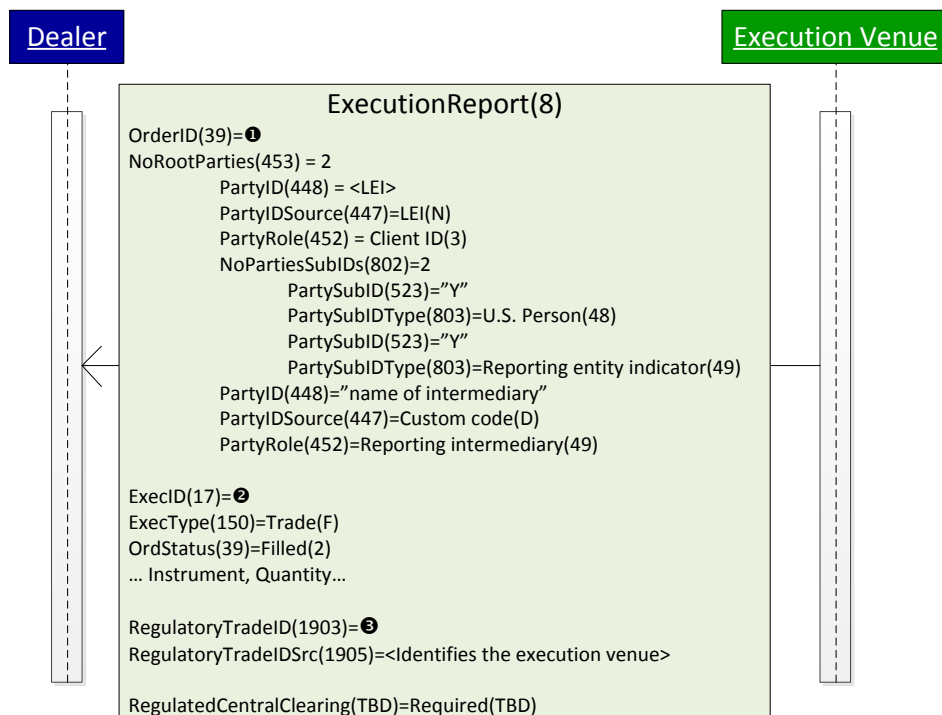 Dealer
Execution Venue
ExecutionReport(8)
OrderID(39)=❶
NoRootParties(453) = 2
PartyID(448) = <LEI>
PartyIDSource(447)=LEI(N)
PartyRole(452) = Client ID(3)
NoPartiesSubIDs(802)=2
PartySubID(523)=”Y”
PartySubIDType(803)=U.S. Person(48)
PartySubID(523)=”Y”
PartySubIDType(803)=Reporting entity indicator(49)
PartyID(448)=”name of intermediary”
PartyIDSource(447)=Custom code(D)
PartyRole(452)=Reporting intermediary(49)
ExecID(17)=❷
ExecType(150)=Trade(F)
OrdStatus(39)=Filled(2)
… Instrument, Quantity…
RegulatoryTradeID(1903)=❸
RegulatoryTradeIDSrc(1905)=<Identifies the execution venue>
RegulatedCentralClearing(TBD)=Required(TBD)